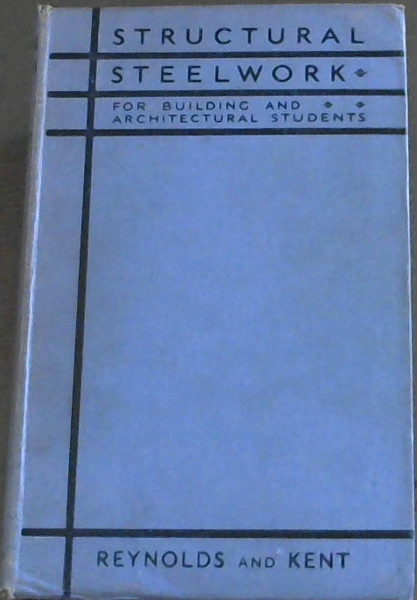 STRUCTURAL
STEELWORK
FOR BUILDING AND
ARCHITECTURAL STUDENTS
REYNOLDS AND KENT